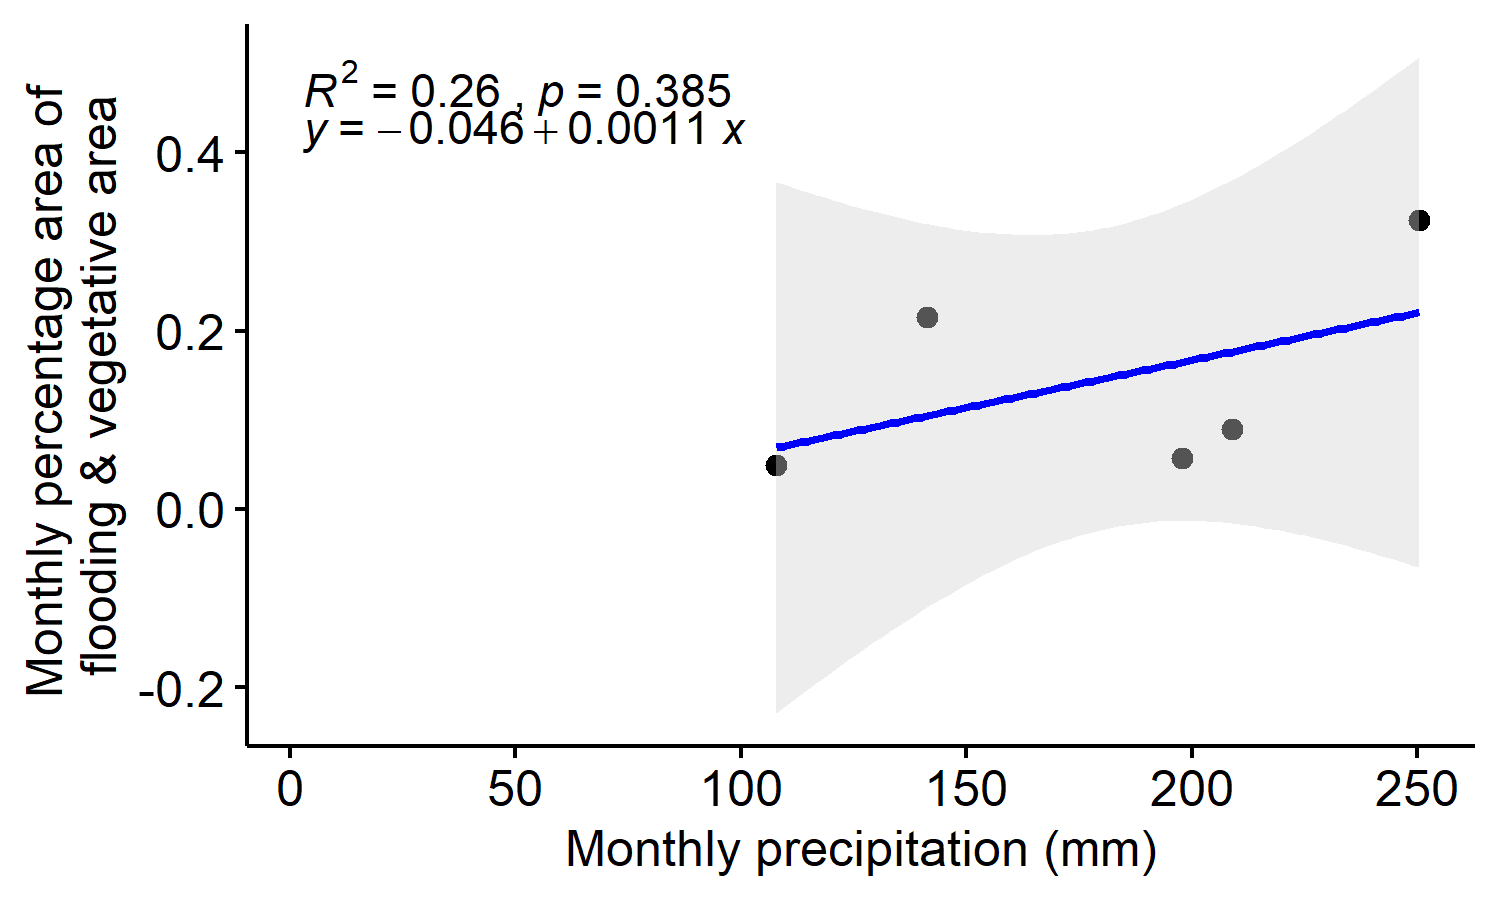 Monthly percentage area of
flooding & vegetative area
R² = 0.26 , p = 0.385
y = −0.046 + 0.0011 x
0.4
0.2
0.0
-0.2
0 50 100 150 200 250
Monthly precipitation (mm)